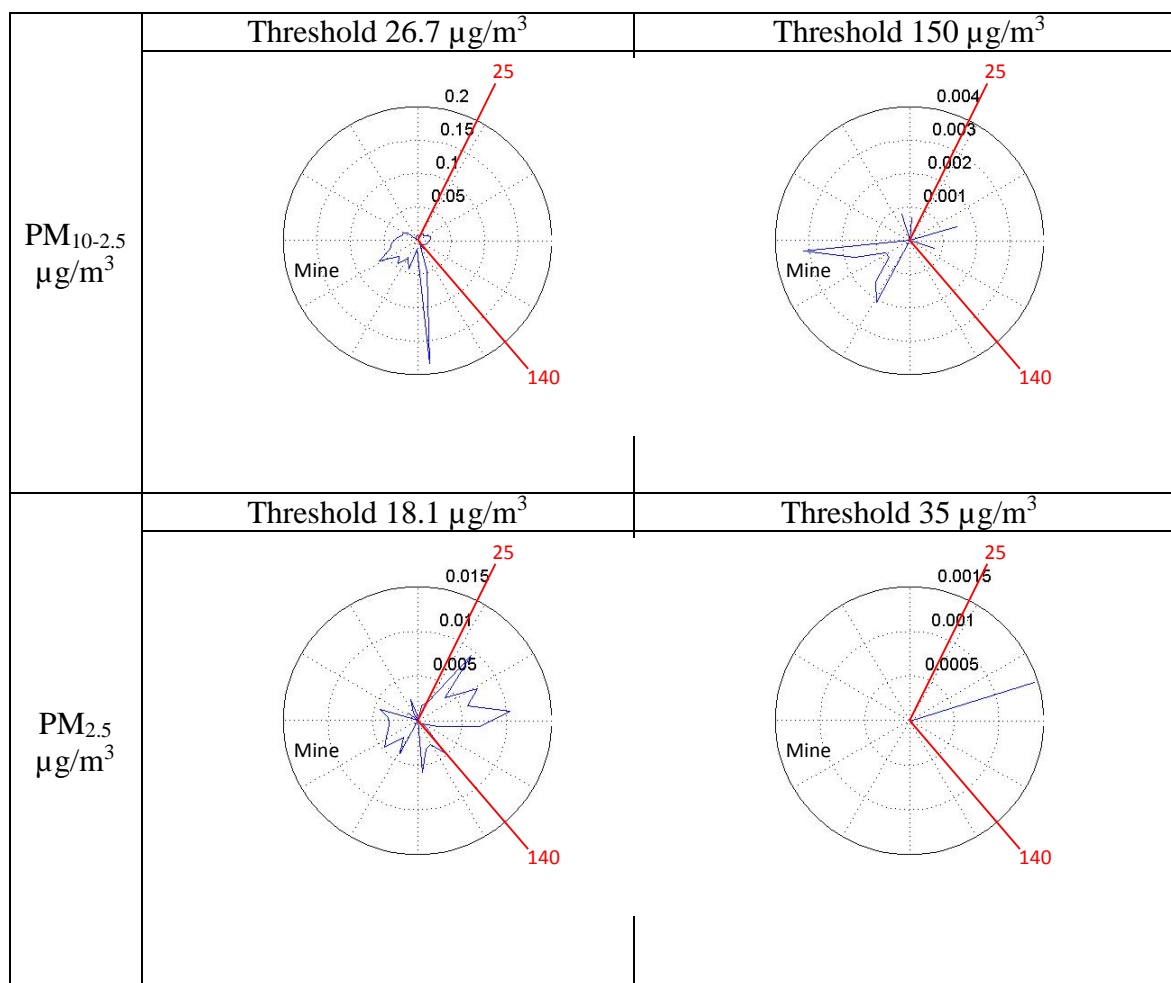 Threshold 26.7 µg/m³ Threshold 150 µg/m³
PM₁₀₋₂.₅
µg/m³
25
0.2
0.15
0.1
0.05
Mine
140
25
0.004
0.003
0.002
0.001
Mine
140
Threshold 18.1 µg/m³ Threshold 35 µg/m³
PM₂.₅
µg/m³
25
0.015
0.01
0.005
Mine
140
25
0.0015
0.001
0.0005
Mine
140